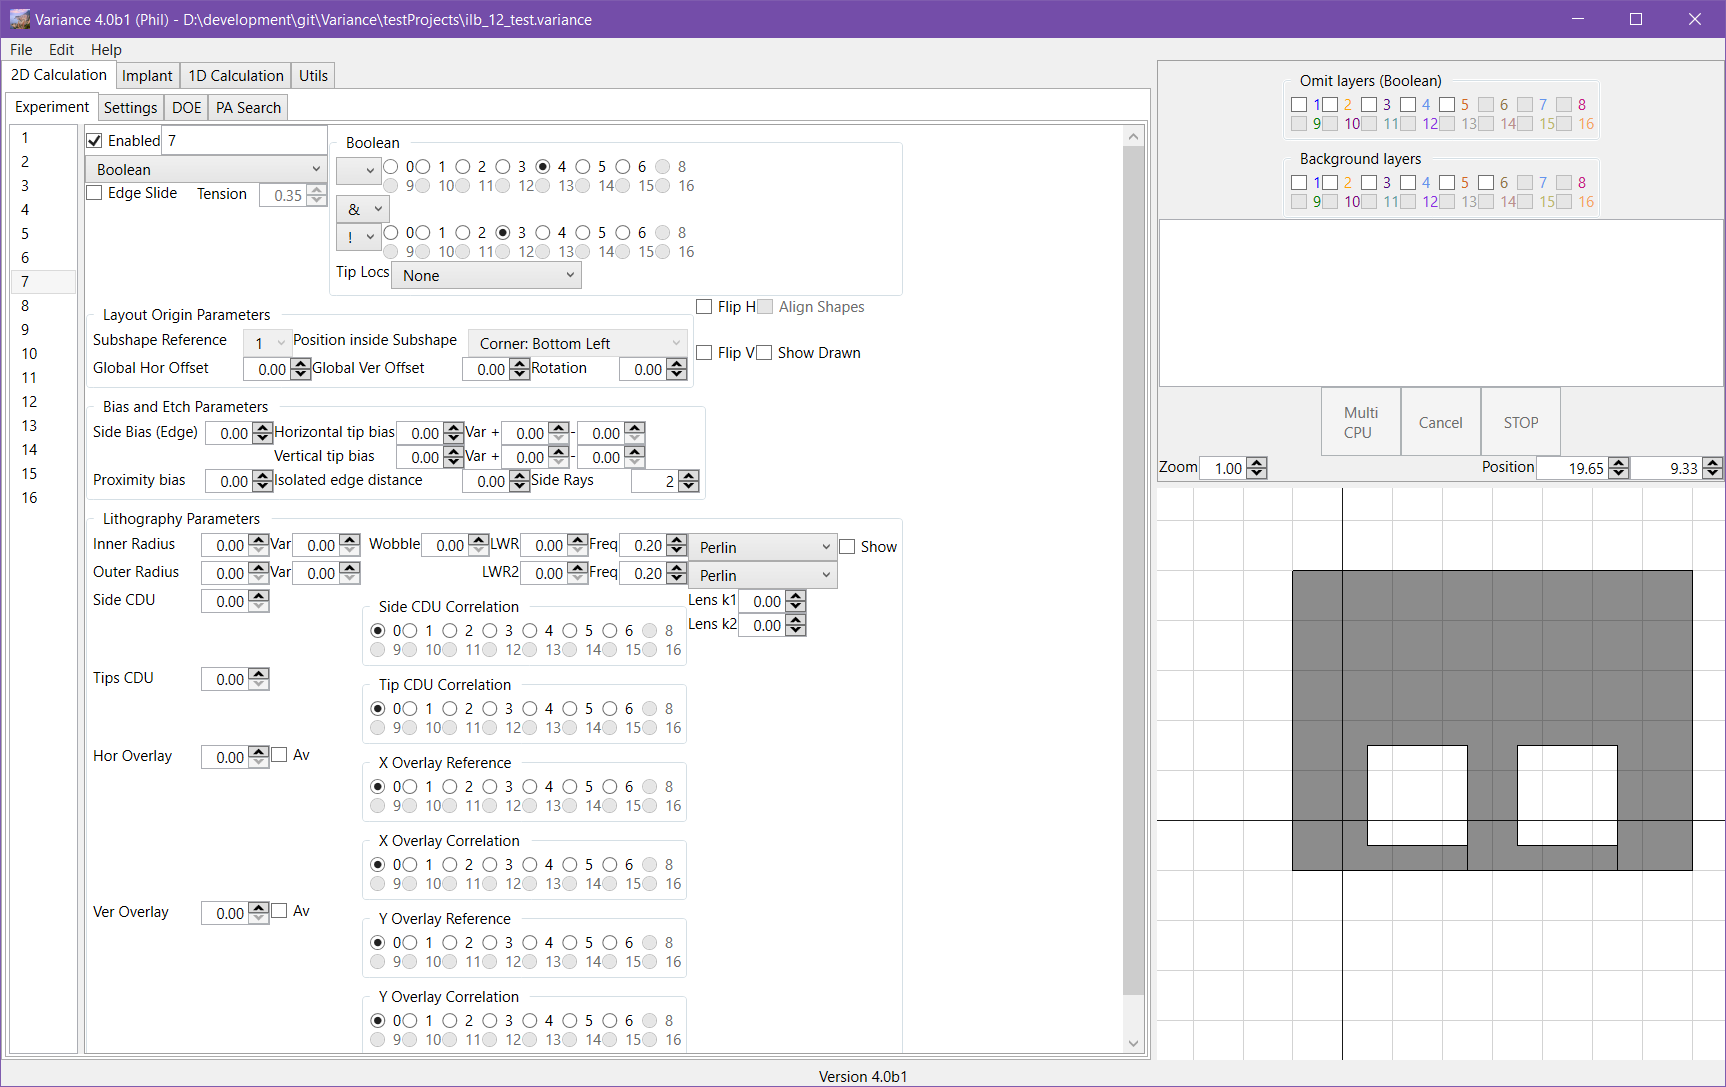 Variance 4.0b1 (Phil) - D:\development\git\Variance\testProjects\ilb_12_test.variance
File Edit Help
2D Calculation Implant 1D Calculation Utils
Experiment Settings DOE PA Search
1
2
3
4
5
6
7
8
9
10
11
12
13
14
15
16
Enabled 7
Boolean
Edge Slide Tension 0.35
Boolean
0 1 2 3 4 5 6 8
9 10 11 12 13 14 15 16
&
! 0 1 2 3 4 5 6 8
9 10 11 12 13 14 15 16
Tip Locs None
Layout Origin Parameters
Subshape Reference 1 Position inside Subshape Corner: Bottom Left
Global Hor Offset 0.00 Global Ver Offset 0.00 Rotation 0.00
Flip H Align Shapes
Flip V Show Drawn
Bias and Etch Parameters
Side Bias (Edge) 0.00 Horizontal tip bias 0.00 Var + 0.00 - 0.00
Vertical tip bias 0.00 Var + 0.00 - 0.00
Proximity bias 0.00 Isolated edge distance 0.00 Side Rays 2
Lithography Parameters
Inner Radius 0.00 Var 0.00 Wobble 0.00 LWR 0.00 Freq 0.20 Perlin Show
Outer Radius 0.00 Var 0.00 LWR2 0.00 Freq 0.20 Perlin
Side CDU 0.00
Lens k1 0.00
Lens k2 0.00
Side CDU Correlation
0 1 2 3 4 5 6 8
9 10 11 12 13 14 15 16
Tips CDU 0.00
Tip CDU Correlation
0 1 2 3 4 5 6 8
9 10 11 12 13 14 15 16
Hor Overlay 0.00 Av
X Overlay Reference
0 1 2 3 4 5 6 8
9 10 11 12 13 14 15 16
X Overlay Correlation
0 1 2 3 4 5 6 8
9 10 11 12 13 14 15 16
Ver Overlay 0.00 Av
Y Overlay Reference
0 1 2 3 4 5 6 8
9 10 11 12 13 14 15 16
Y Overlay Correlation
0 1 2 3 4 5 6 8
9 10 11 12 13 14 15 16
Omit layers (Boolean)
1 2 3 4 5 6 7 8
9 10 11 12 13 14 15 16
Background layers
1 2 3 4 5 6 7 8
9 10 11 12 13 14 15 16
Multi
CPU
Cancel
STOP
Zoom 1.00 Position 19.65 9.33
Version 4.0b1